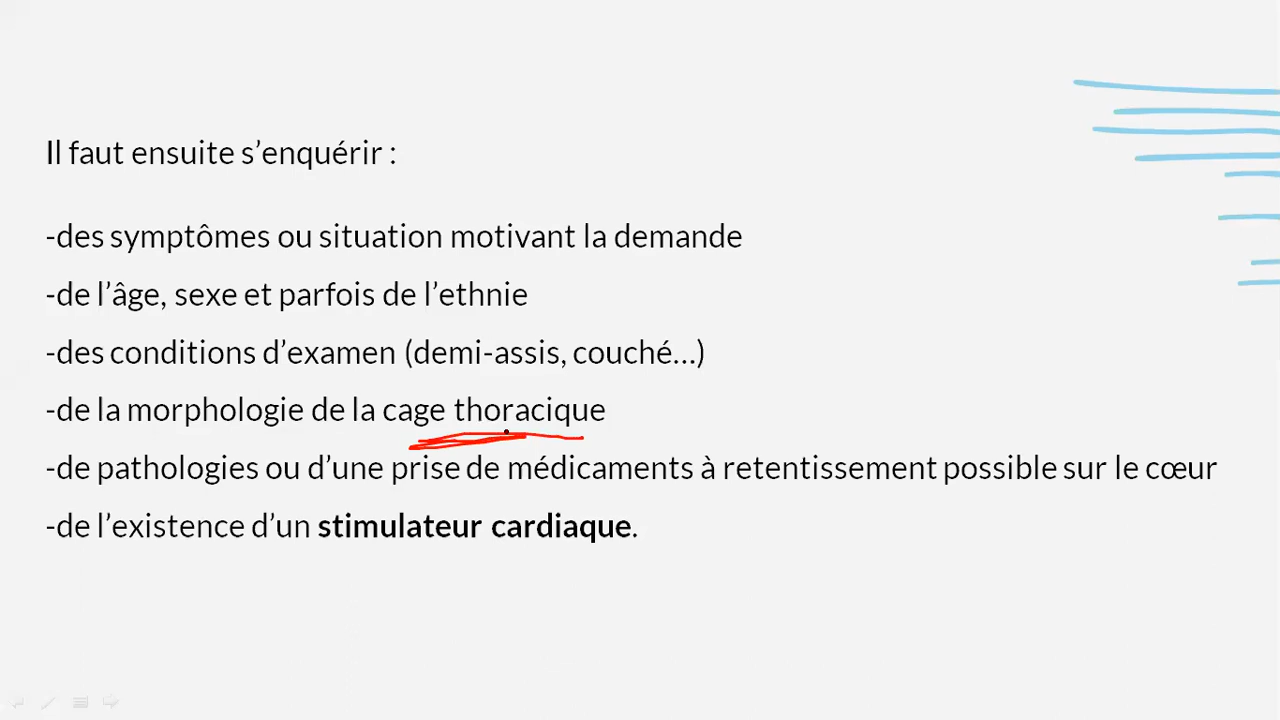 Il faut ensuite s’enquérir :
-des symptômes ou situation motivant la demande
-de l’âge, sexe et parfois de l’ethnie
-des conditions d’examen (demi-assis, couché…)
-de la morphologie de la cage thoracique
-de pathologies ou d’une prise de médicaments à retentissement possible sur le cœur
-de l’existence d’un stimulateur cardiaque.